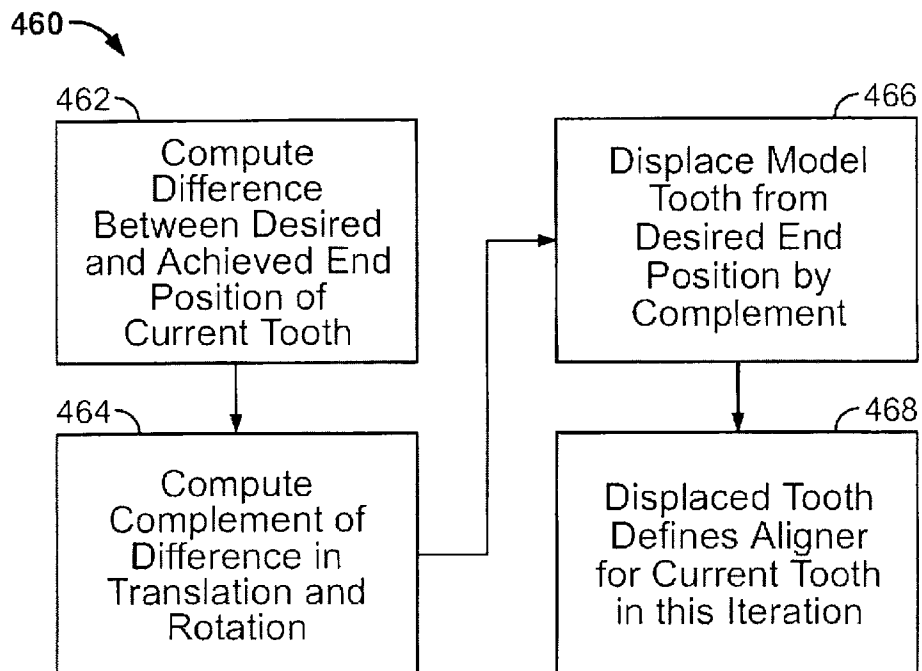 460
462
Compute
Difference
Between Desired
and Achieved End
Position of
Current Tooth
464
Compute
Complement of
Difference in
Translation and
Rotation
466
Displace Model
Tooth from
Desired End
Position by
Complement
468
Displaced Tooth
Defines Aligner
for Current Tooth
in this Iteration